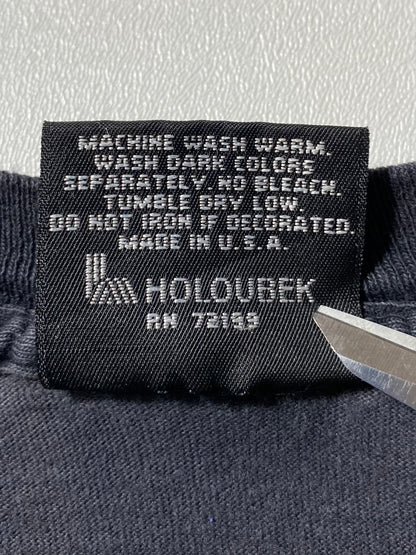 MACHINE WASH WARM.
WASH DARK COLORS
SEPARATELY. NO BLEACH.
TUMBLE DRY LOW.
DO NOT IRON IF DECORATED.
MADE IN U.S.A.
HOLOUBEK
RN 72199